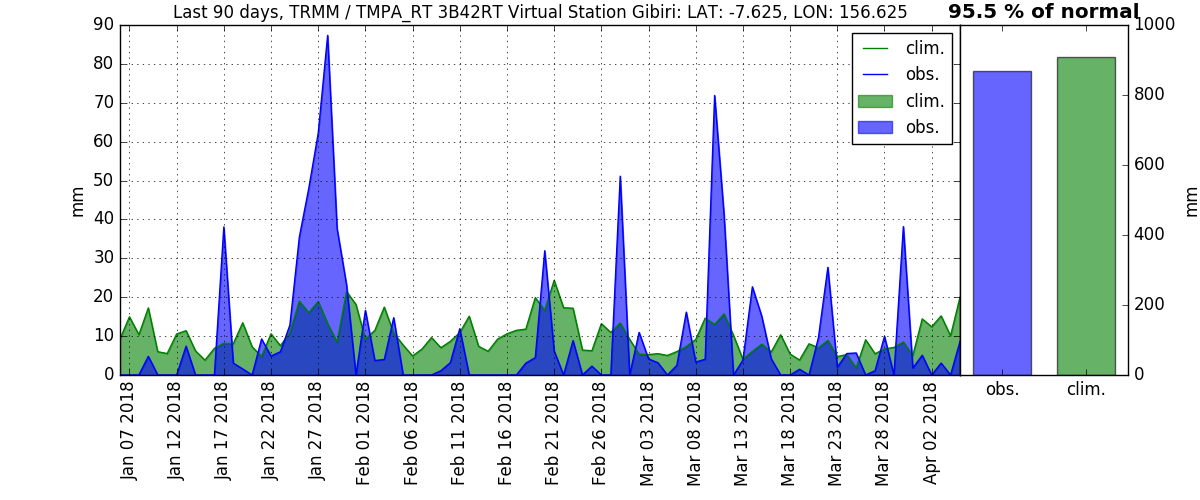 Last 90 days, TRMM / TMPA_RT 3B42RT Virtual Station Gibiri: LAT: -7.625, LON: 156.625
95.5 % of normal
mm
90
80
70
60
50
40
30
20
10
0
clim.
obs.
clim.
obs.
Jan 07 2018
Jan 12 2018
Jan 17 2018
Jan 22 2018
Jan 27 2018
Feb 01 2018
Feb 06 2018
Feb 11 2018
Feb 16 2018
Feb 21 2018
Feb 26 2018
Mar 03 2018
Mar 08 2018
Mar 13 2018
Mar 18 2018
Mar 23 2018
Mar 28 2018
Apr 02 2018
obs.
clim.
1000
800
600
400
200
0
mm